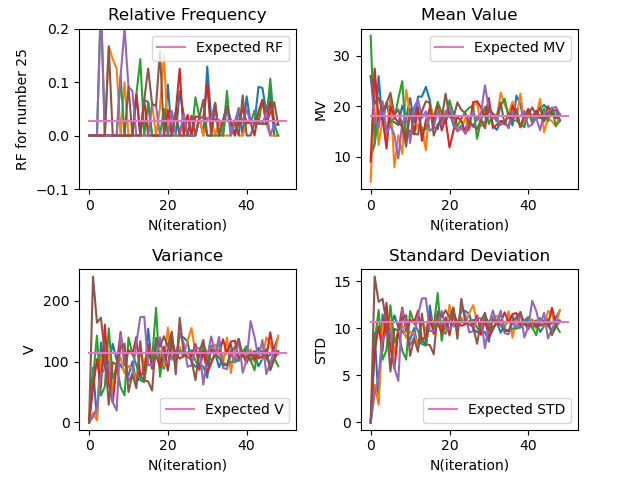 Relative Frequency
RF for number 25
0.2
0.1
0.0
−0.1
Expected RF
0
20
40
N(iteration)
Mean Value
MV
30
20
10
Expected MV
0
20
40
N(iteration)
Variance
V
200
100
0
Expected V
0
20
40
N(iteration)
Standard Deviation
STD
15
10
5
0
Expected STD
0
20
40
N(iteration)